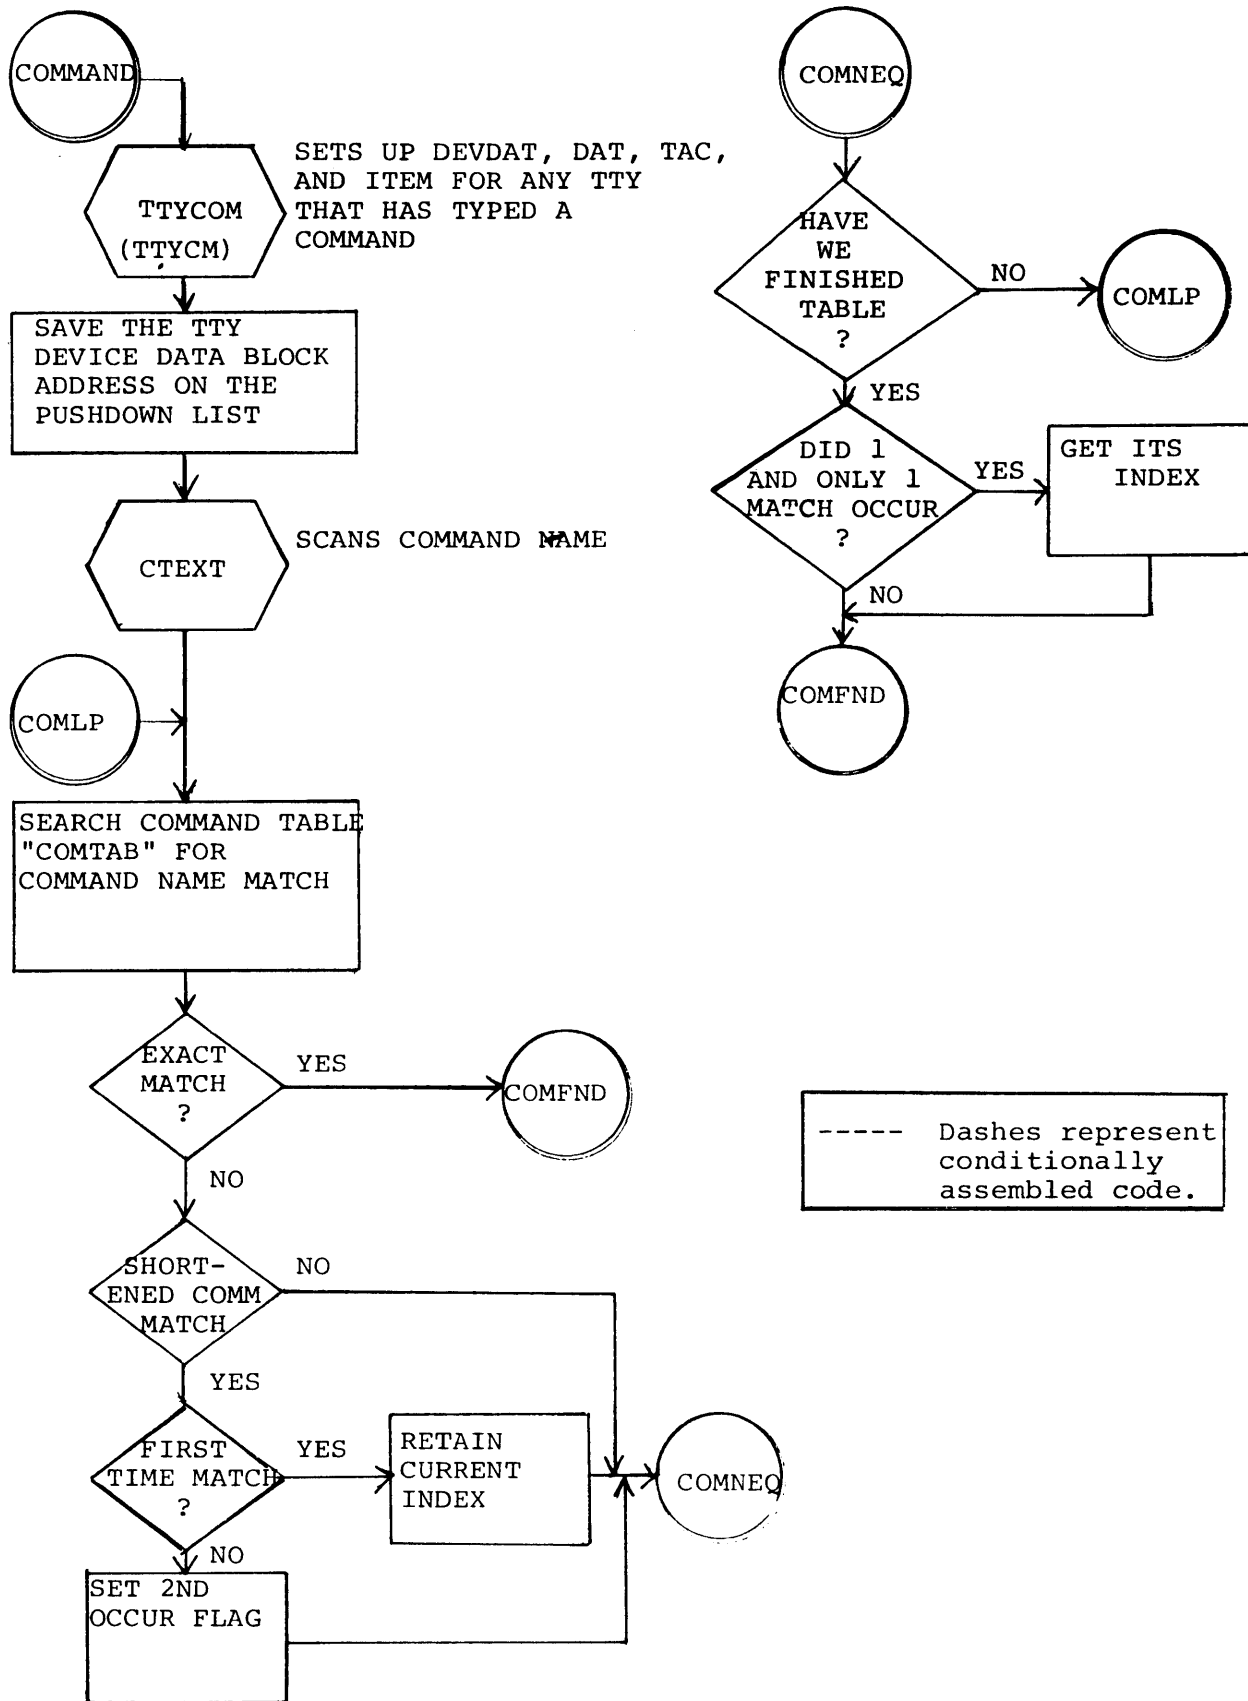 COMMAND
TTYCOM
(TTYCM)
SETS UP DEVDAT, DAT, TAC,
AND ITEM FOR ANY TTY
THAT HAS TYPED A
COMMAND
SAVE THE TTY
DEVICE DATA BLOCK
ADDRESS ON THE
PUSHDOWN LIST
CTEXT
SCANS COMMAND NAME
COMLP
SEARCH COMMAND TABLE
"COMTAB" FOR
COMMAND NAME MATCH
EXACT
MATCH
?
YES
COMFND
NO
SHORT-
ENED COMM
MATCH
NO
YES
FIRST
TIME MATCH
?
YES
RETAIN
CURRENT
INDEX
COMNEQ
NO
SET 2ND
OCCUR FLAG
COMNEQ
HAVE
WE
FINISHED
TABLE
?
NO
COMLP
YES
DID 1
AND ONLY 1
MATCH OCCUR
?
YES
GET ITS
INDEX
NO
COMFND
----- Dashes represent
conditionally
assembled code.